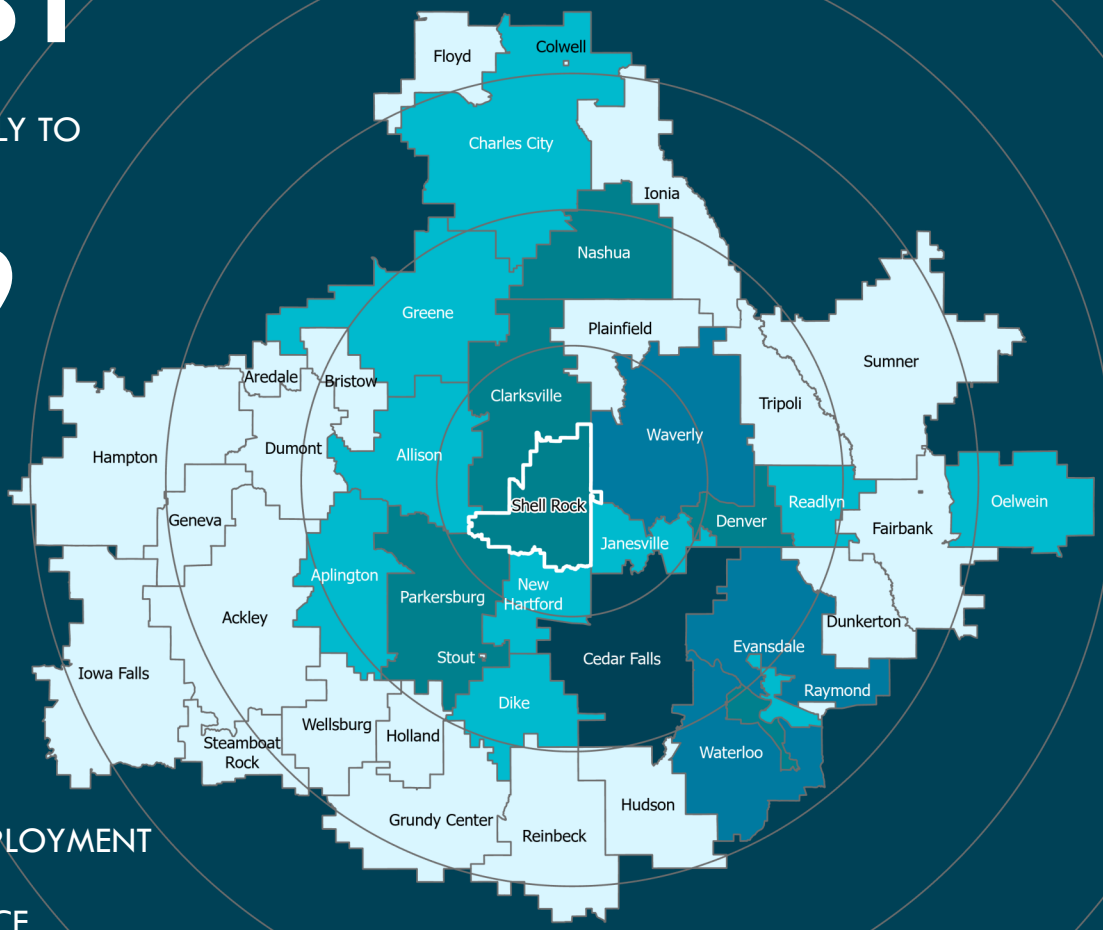 LY TO
Floyd
Colwell
Charles City
Ionia
Nashua
Greene
Plainfield
Sumner
Aredale
Bristow
Clarksville
Tripoli
Waverly
Hampton
Dumont
Allison
Geneva
Shell Rock
Readlyn
Oelwein
Denver
Fairbank
Janesville
Aplington
New
Hartford
Parkersburg
Ackley
Dunkerton
Evansdale
Stout
Cedar Falls
Iowa Falls
Raymond
Dike
Wellsburg
Holland
Steamboat
Rock
Waterloo
Hudson
Grundy Center
Reinbeck
PLOYMENT